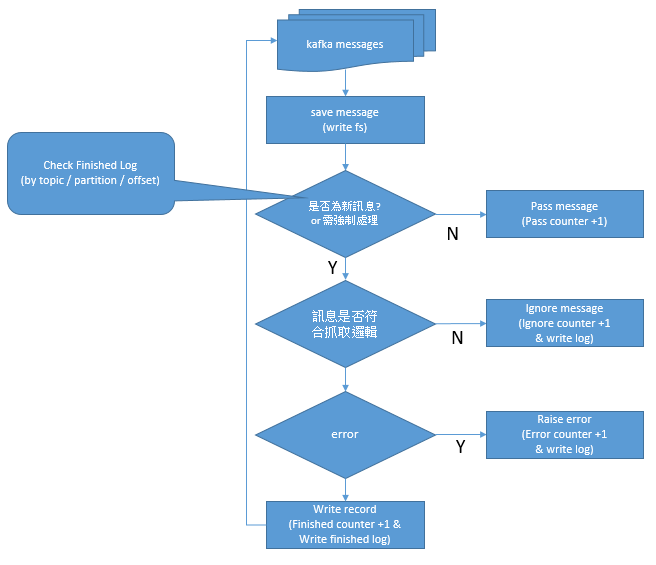 kafka messages
save message
(write fs)
Check Finished Log
(by topic / partition / offset)
是否為新訊息?
or 需強制處理
Pass message
(Pass counter +1)
N
Y
訊息是否符
合抓取邏輯
Ignore message
(Ignore counter +1
& write log)
N
error
Raise error
(Error counter +1
& write log)
Y
Write record
(Finished counter +1 &
Write finished log)